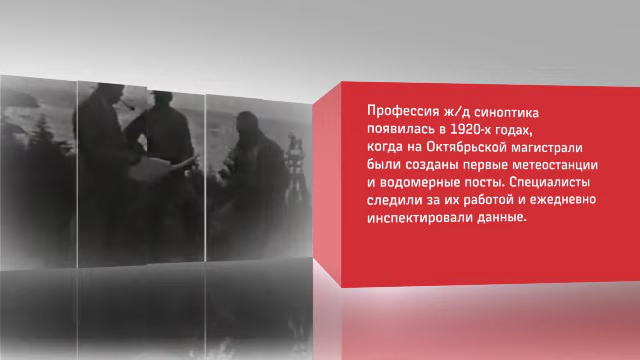 Профессия ж/д синоптика
появилась в 1920-х годах,
когда на Октябрьской магистрали
были созданы первые метеостанции
и водомерные посты. Специалисты
следили за их работой и ежедневно
инспектировали данные.